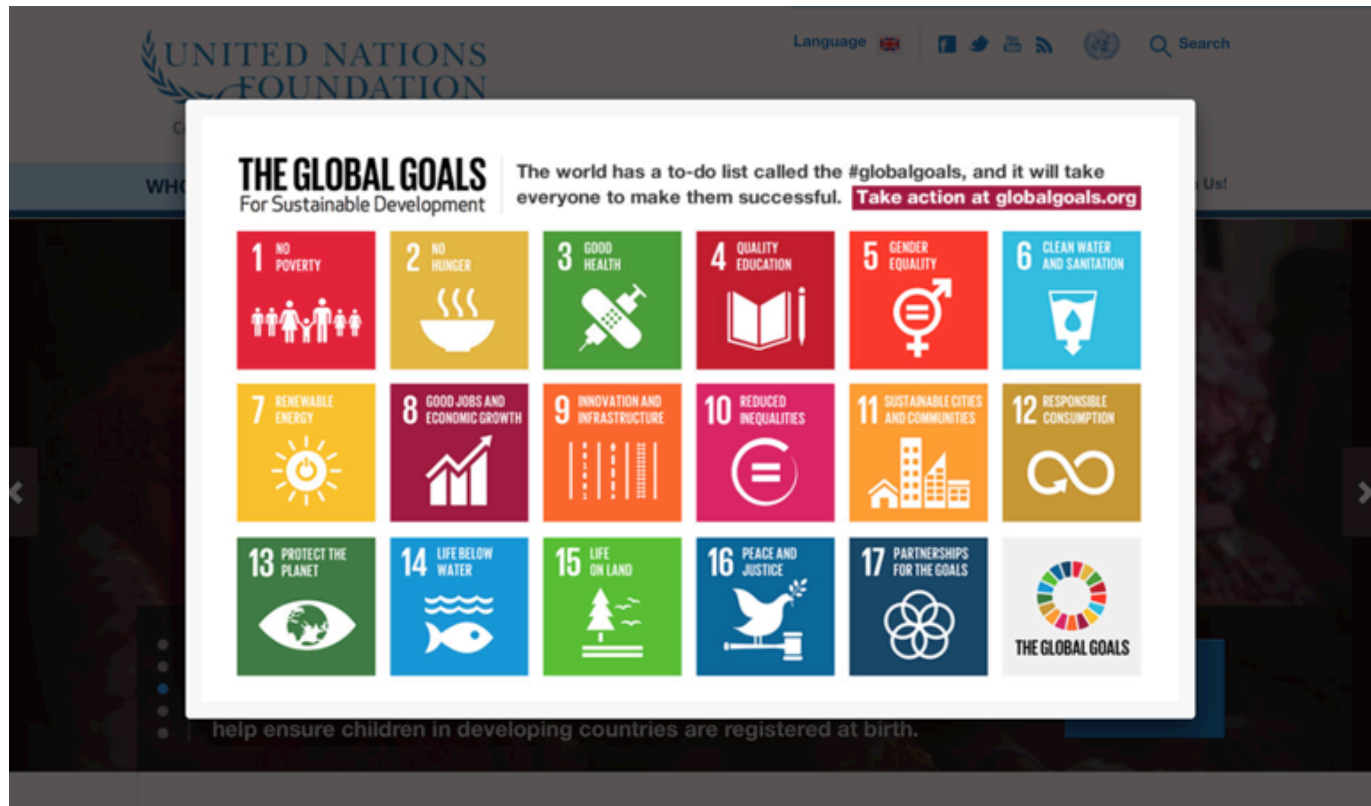 UNITED NATIONS
FOUNDATION
Language
Search
WHO
Us!
THE GLOBAL GOALS
For Sustainable Development
The world has a to-do list called the #globalgoals, and it will take
everyone to make them successful. Take action at globalgoals.org
1 NO
POVERTY
2 NO
HUNGER
3 GOOD
HEALTH
4 QUALITY
EDUCATION
5 GENDER
EQUALITY
6 CLEAN WATER
AND SANITATION
7 RENEWABLE
ENERGY
8 GOOD JOBS AND
ECONOMIC GROWTH
9 INNOVATION AND
INFRASTRUCTURE
10 REDUCED
INEQUALITIES
11 SUSTAINABLE CITIES
AND COMMUNITIES
12 RESPONSIBLE
CONSUMPTION
13 PROTECT THE
PLANET
14 LIFE BELOW
WATER
15 LIFE
ON LAND
16 PEACE AND
JUSTICE
17 PARTNERSHIPS
FOR THE GOALS
THE GLOBAL GOALS
help ensure children in developing countries are registered at birth.